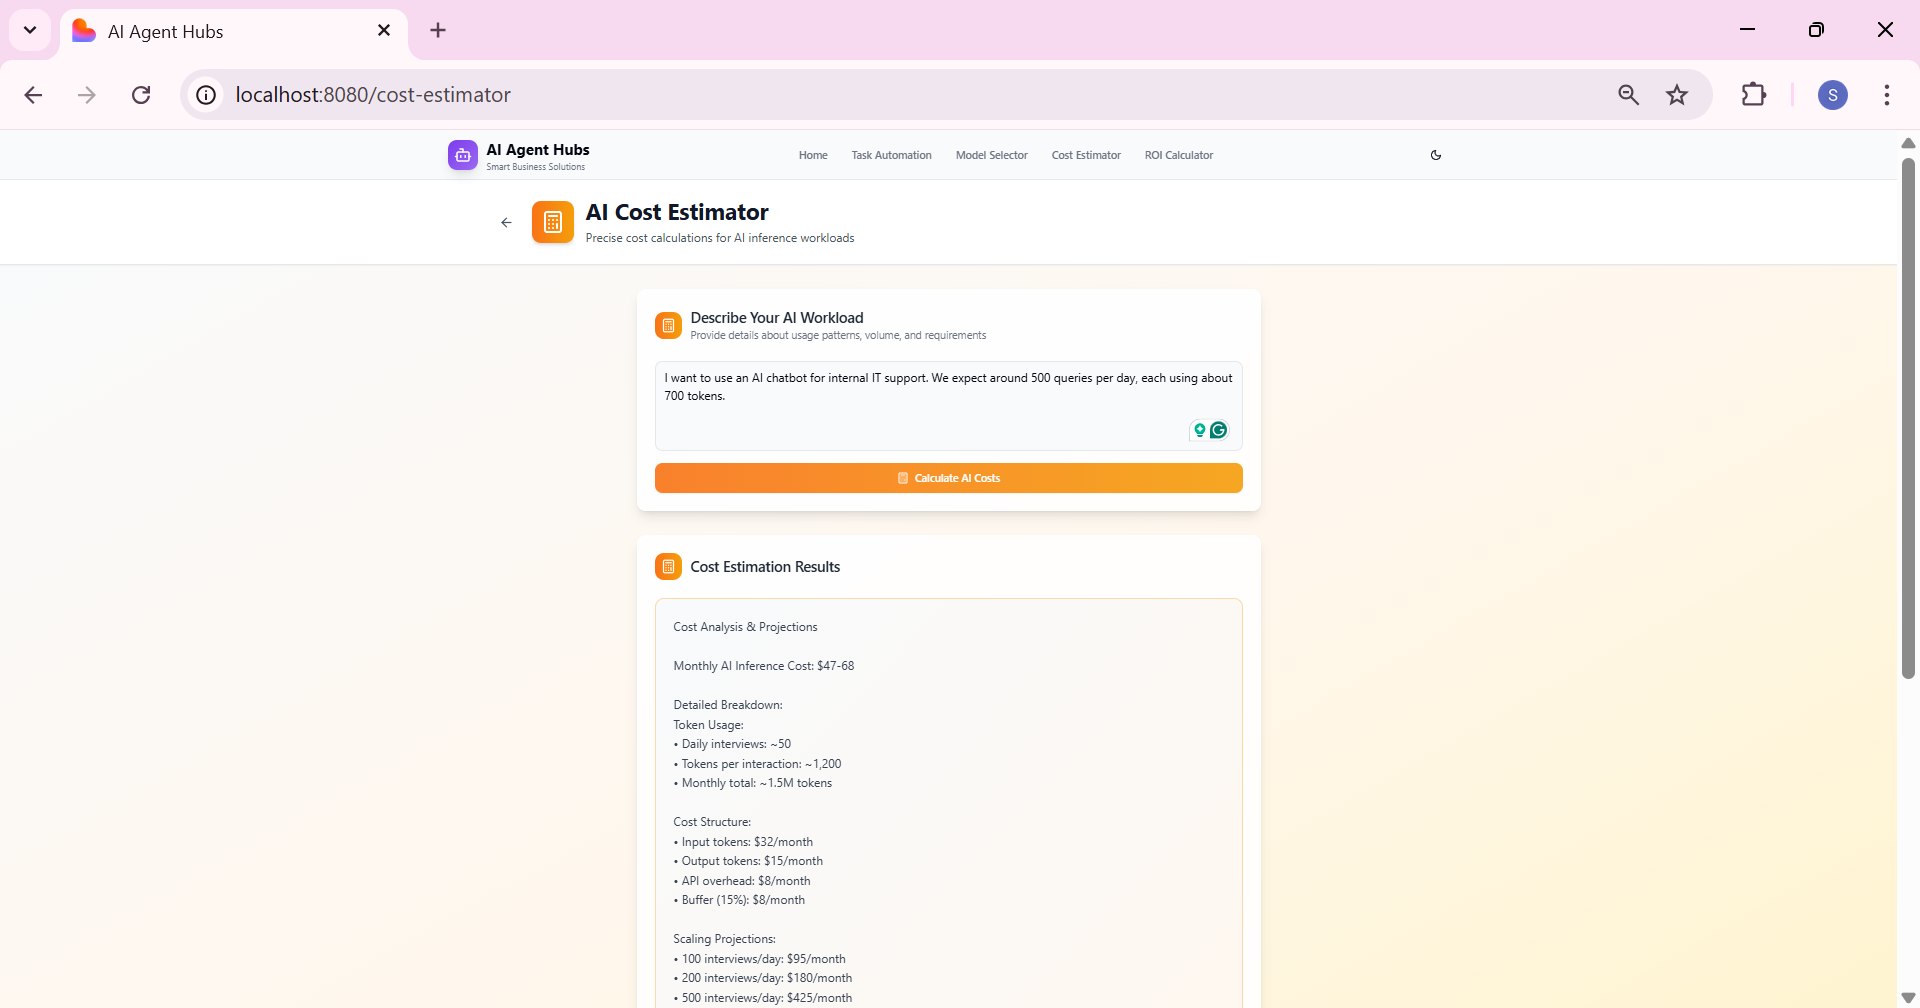 AI Agent Hubs
localhost:8080/cost-estimator
S
AI Agent Hubs
Smart Business Solutions
Home Task Automation Model Selector Cost Estimator ROI Calculator
AI Cost Estimator
Precise cost calculations for AI inference workloads
Describe Your AI Workload
Provide details about usage patterns, volume, and requirements
I want to use an AI chatbot for internal IT support. We expect around 500 queries per day, each using about
700 tokens.
Calculate AI Costs
Cost Estimation Results
Cost Analysis & Projections
Monthly AI Inference Cost: $47-68
Detailed Breakdown:
Token Usage:
• Daily interviews: ~50
• Tokens per interaction: ~1,200
• Monthly total: ~1.5M tokens
Cost Structure:
• Input tokens: $32/month
• Output tokens: $15/month
• API overhead: $8/month
• Buffer (15%): $8/month
Scaling Projections:
• 100 interviews/day: $95/month
• 200 interviews/day: $180/month
• 500 interviews/day: $425/month